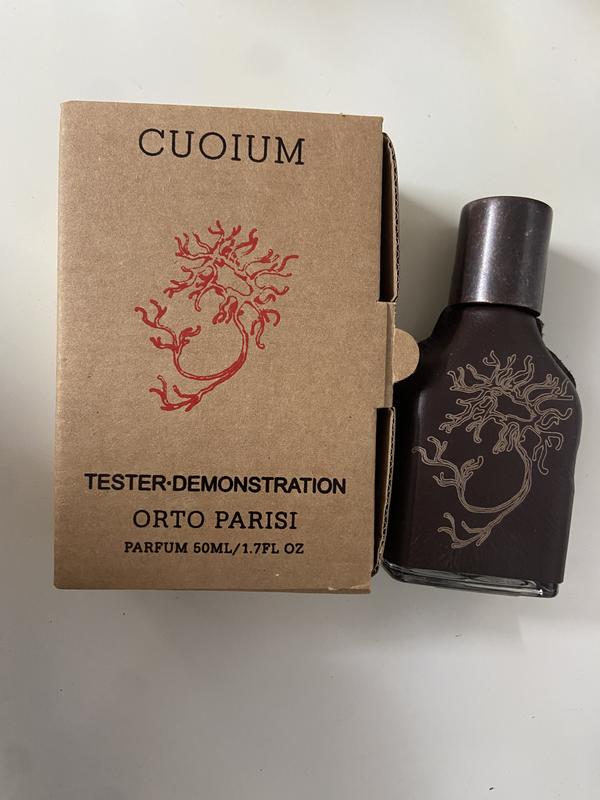 CUOIUM
TESTER•DEMONSTRATION
ORTO PARISI
PARFUM 50ML/1.7FL OZ